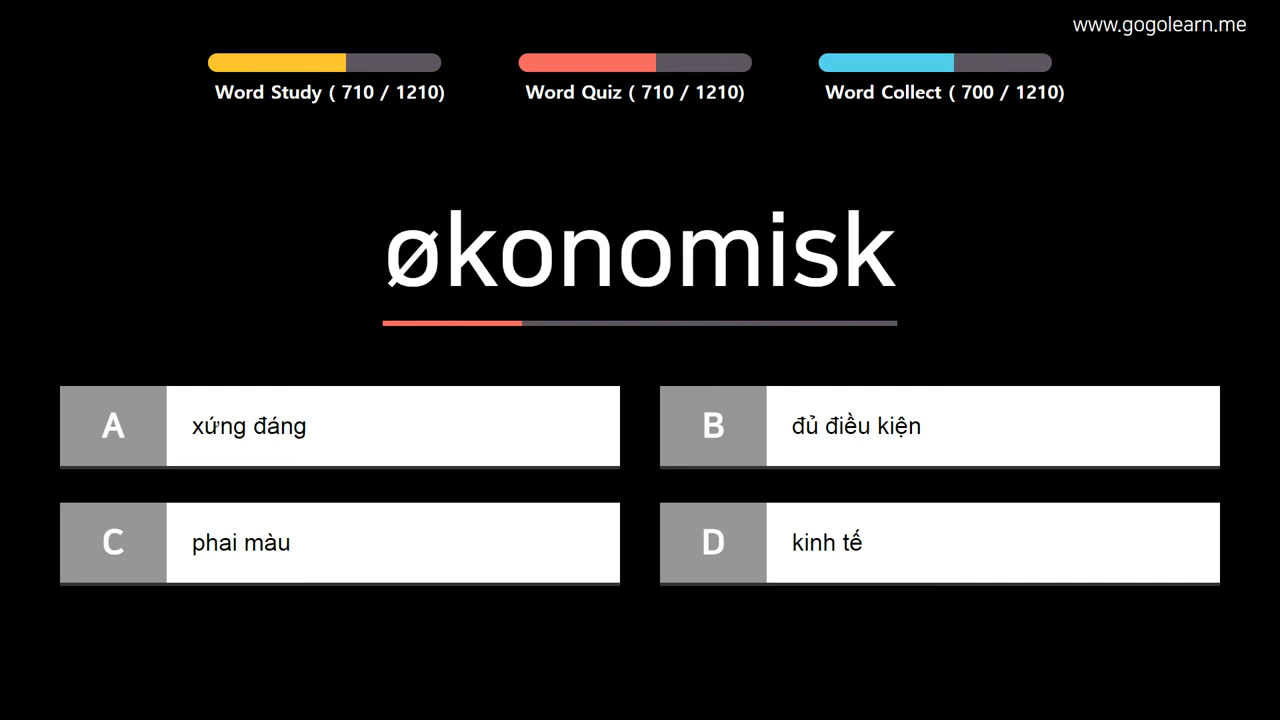 www.gogolearn.me
Word Study ( 710 / 1210)
Word Quiz ( 710 / 1210)
Word Collect ( 700 / 1210)
økonomisk
A xứng đáng
B đủ điều kiện
C phai màu
D kinh tế